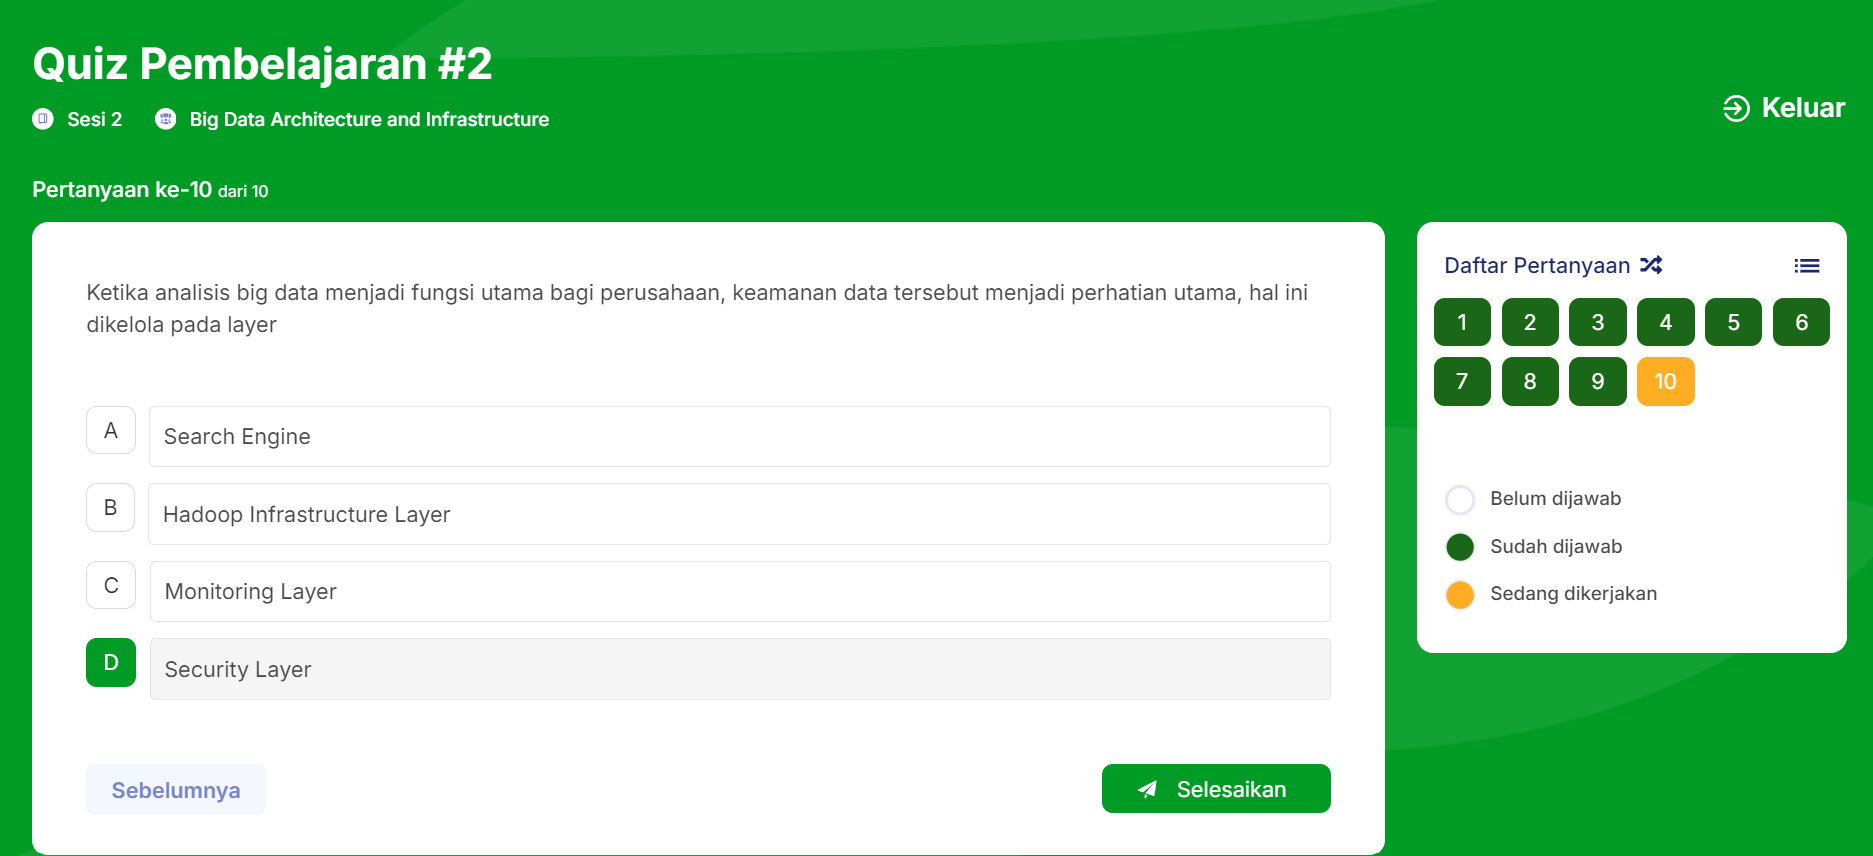 Quiz Pembelajaran #2
Sesi 2 Big Data Architecture and Infrastructure
Keluar
Pertanyaan ke-10 dari 10
Ketika analisis big data menjadi fungsi utama bagi perusahaan, keamanan data tersebut menjadi perhatian utama, hal ini
dikelola pada layer
A Search Engine
B Hadoop Infrastructure Layer
C Monitoring Layer
D Security Layer
Sebelumnya
Selesaikan
Daftar Pertanyaan
1 2 3 4 5 6
7 8 9 10
Belum dijawab
Sudah dijawab
Sedang dikerjakan